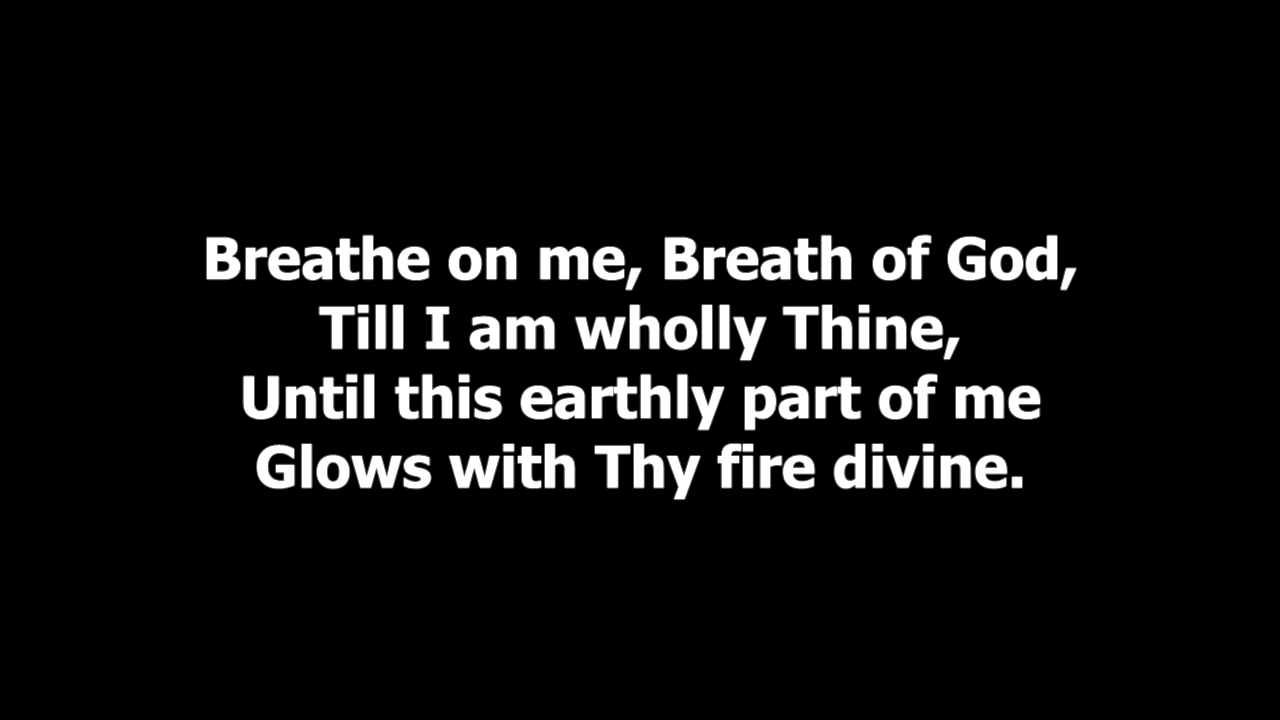 Breathe on me, Breath of God,
Till I am wholly Thine,
Until this earthly part of me
Glows with Thy fire divine.